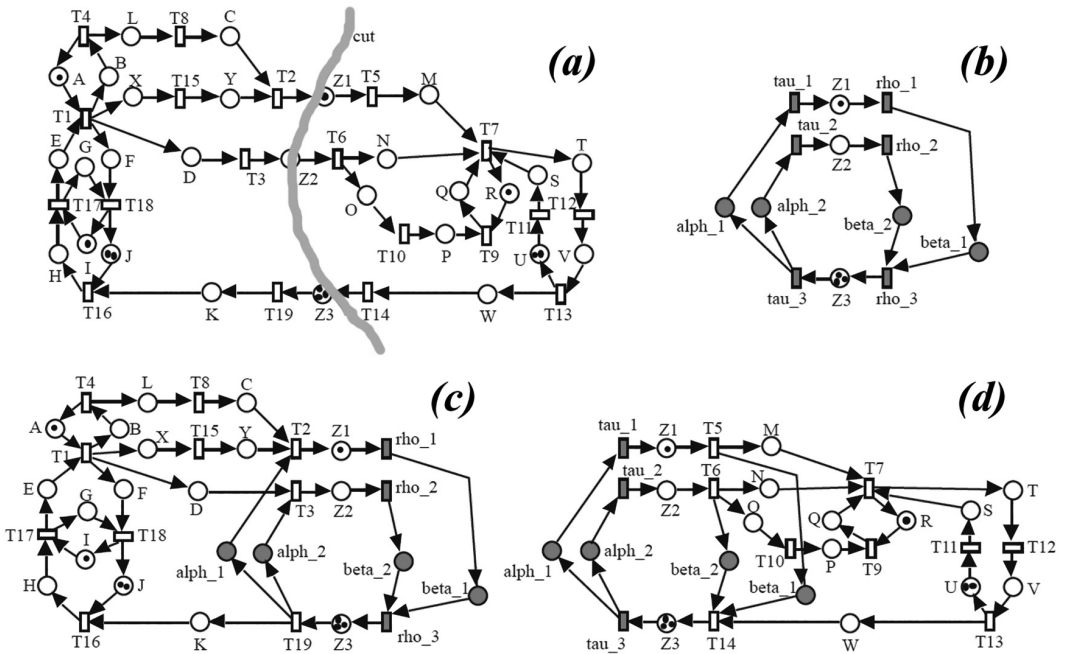 T4 L T8 C
cut
A B X T15 Y T2 Z1 T5 M
T1 T7
E G F D T3 Z2 T6 N T
O Q R S
T17 T18 T11 T12
H I J T10 P T9 U V
T16 K T19 Z3 T14 W T13
(a)
tau_1 Z1 rho_1
tau_2
Z2 rho_2
alph_1 alph_2 beta_2
beta_1
tau_3 Z3 rho_3
(b)
T4 L T8 C
A B X T15 Y T2 Z1 rho_1
T1
E G F D T3 Z2 rho_2
T17 I T18
alph_1 alph_2 beta_2
H J beta_1
T16 K T19 Z3 rho_3
(c)
tau_1 Z1 T5 M
tau_2 T6 T7
Z2 N T
O Q R S
T10 P T9 T11 T12
alph_1 alph_2 beta_2
beta_1 U V
tau_3 Z3 T14 W T13
(d)